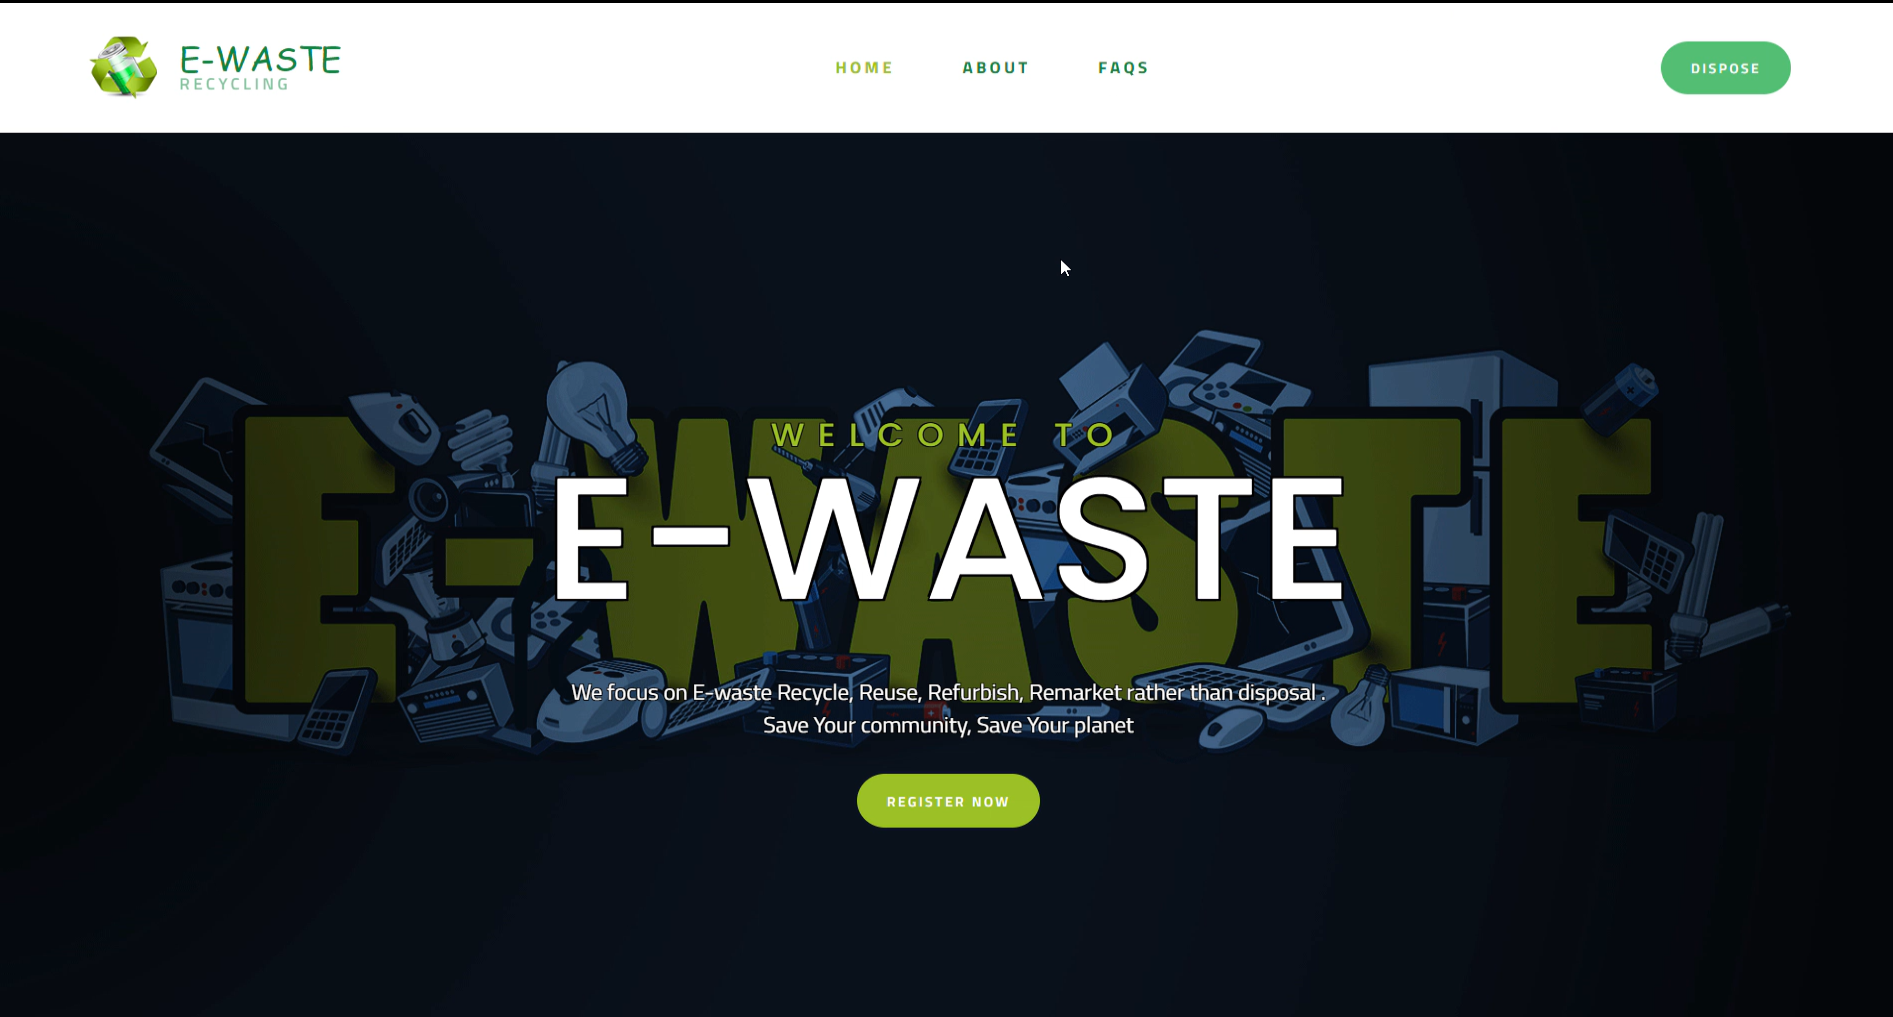 E-WASTE
RECYCLING
HOME ABOUT FAQS
DISPOSE
E-WASTE
WELCOME TO
E-WASTE
We focus on E-waste Recycle, Reuse, Refurbish, Remarket rather than disposal .
Save Your community, Save Your planet
REGISTER NOW